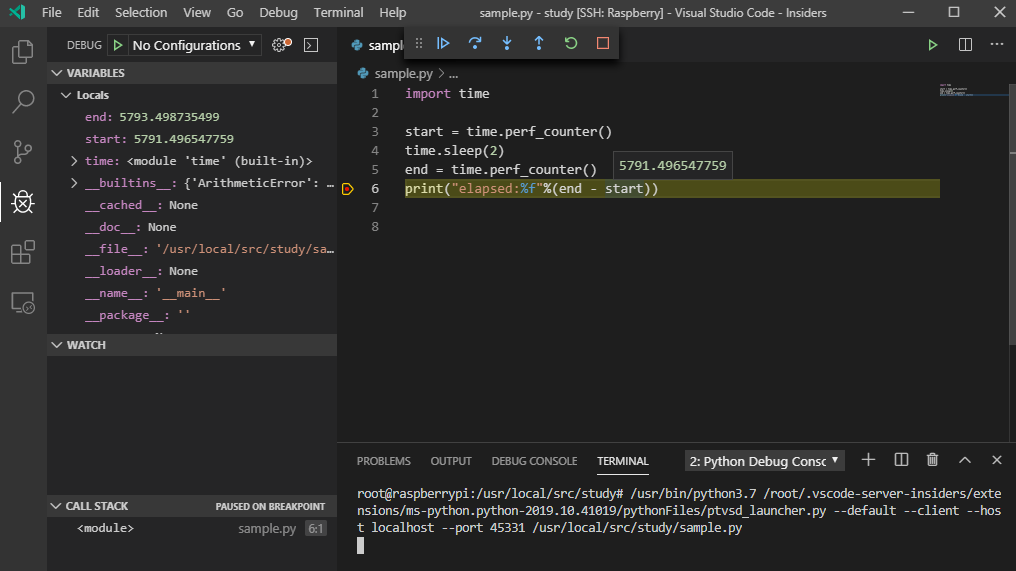 File Edit Selection View Go Debug Terminal Help sample.py - study [SSH: Raspberry] - Visual Studio Code - Insiders
DEBUG No Configurations
VARIABLES
Locals
end: 5793.498735499
start: 5791.496547759
time: <module 'time' (built-in)>
__builtins__: {'ArithmeticError': ...
__cached__: None
__doc__: None
__file__: '/usr/local/src/study/sa...
__loader__: None
__name__: '__main__'
__package__: ''
WATCH
CALL STACK PAUSED ON BREAKPOINT
<module> sample.py 6:1
sample.py > ...
1 import time
2
3 start = time.perf_counter()
4 time.sleep(2)
5 end = time.perf_counter()
5791.496547759
6 print("elapsed:%f"%(end - start))
7
8
PROBLEMS OUTPUT DEBUG CONSOLE TERMINAL 2: Python Debug Consc
root@raspberrypi:/usr/local/src/study# /usr/bin/python3.7 /root/.vscode-server-insiders/exte
nsions/ms-python.python-2019.10.41019/pythonFiles/ptvsd_launcher.py --default --client --hos
t localhost --port 45331 /usr/local/src/study/sample.py